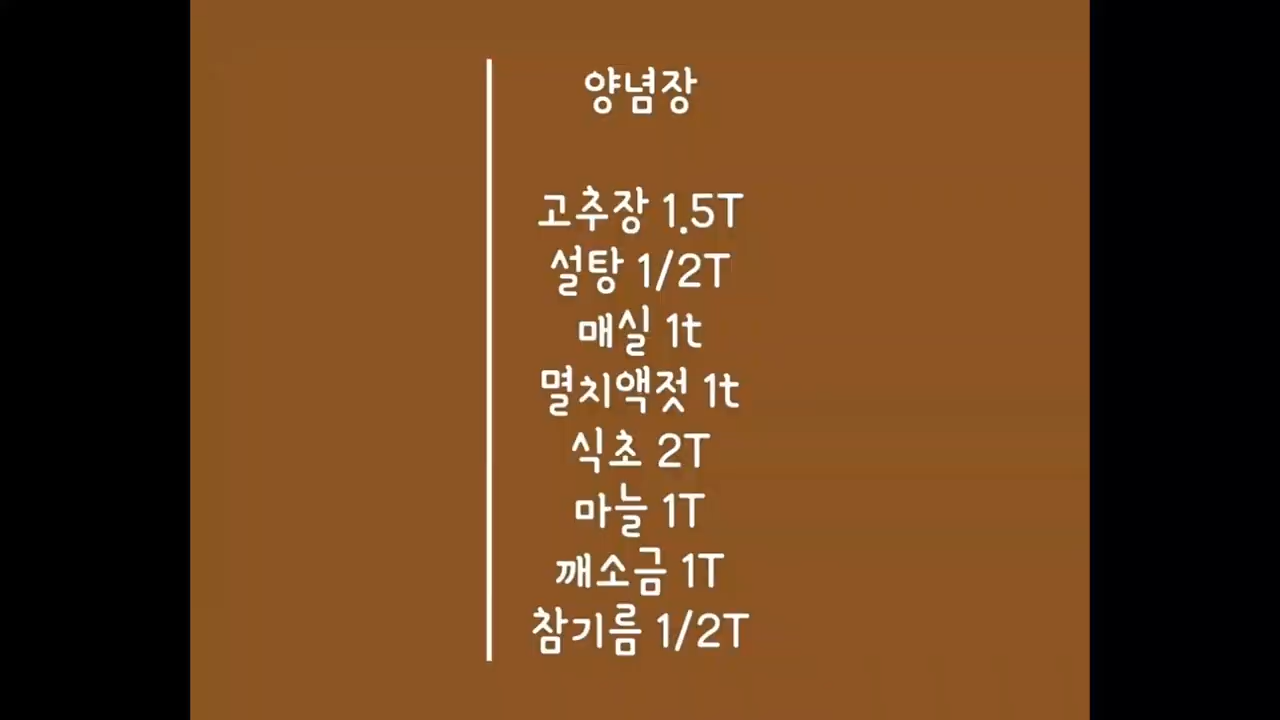 양념장
고추장 1.5T
설탕 1/2T
매실 1t
멸치액젓 1t
식초 2T
마늘 1T
깨소금 1T
참기름 1/2T